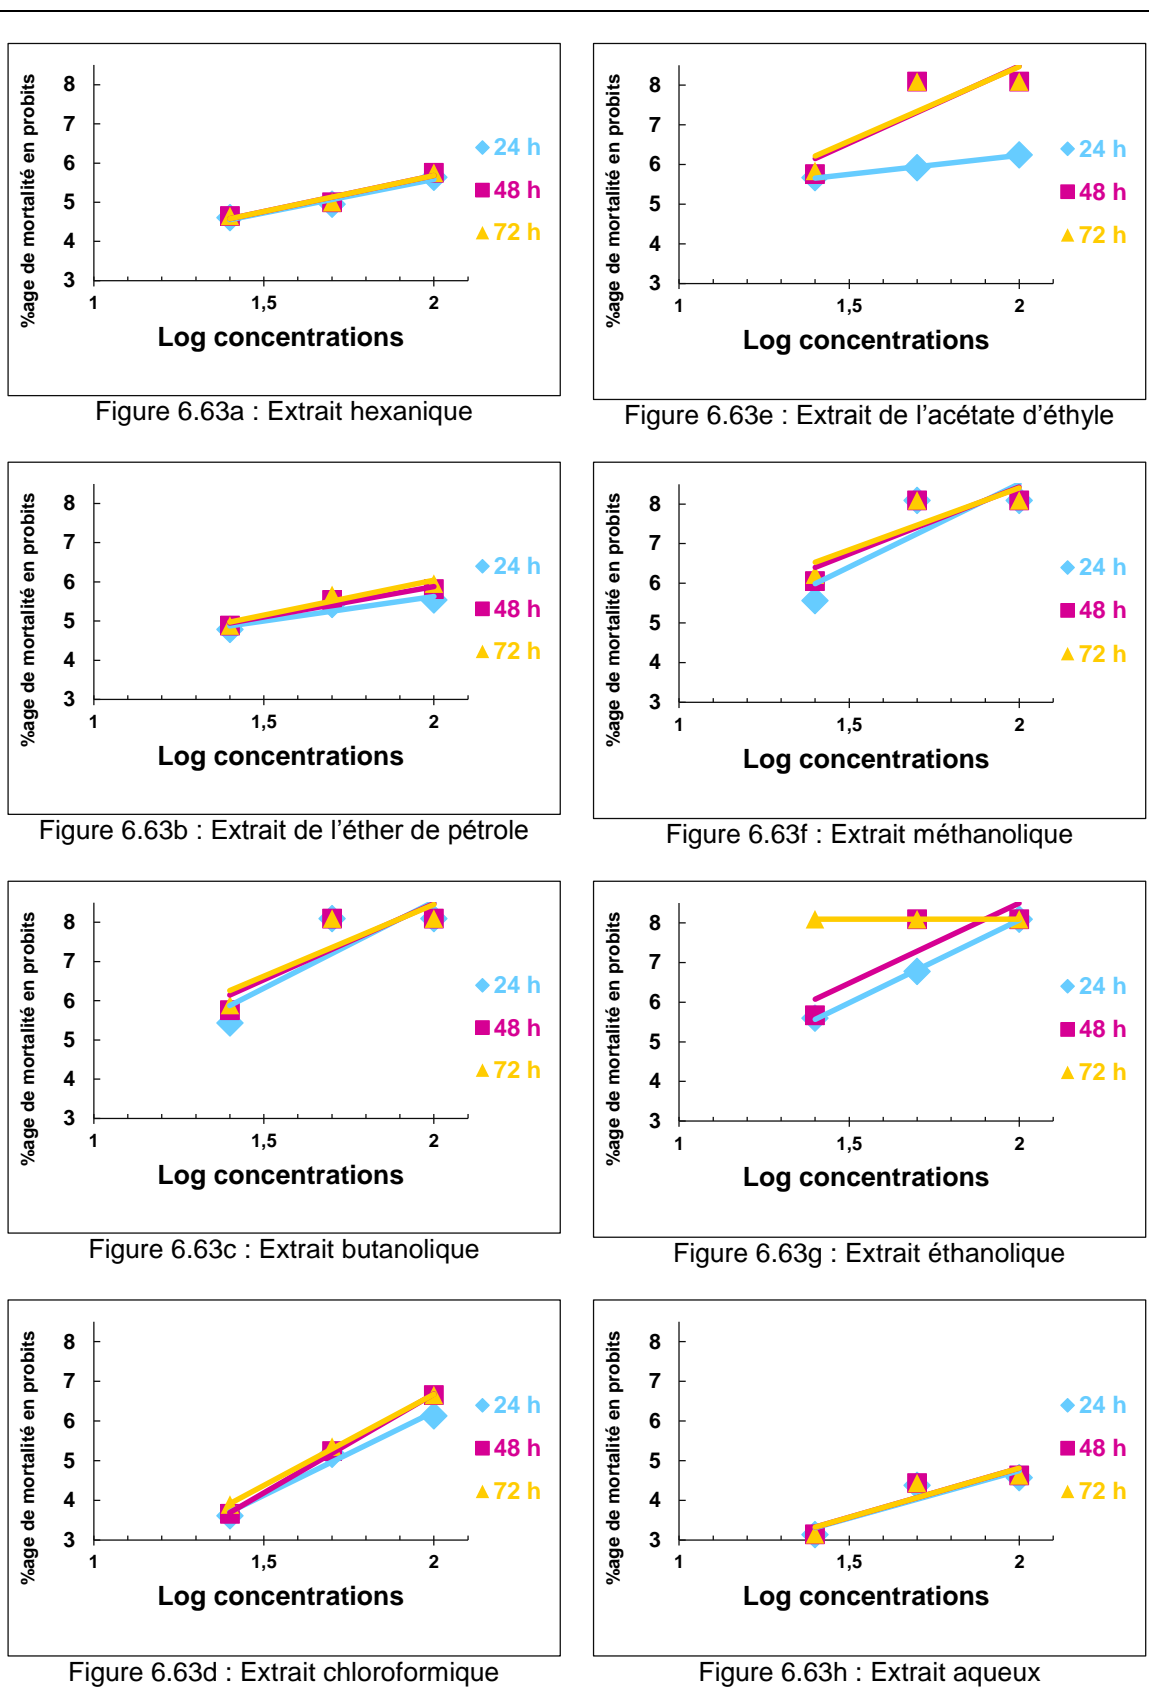 %age de mortalité en probits
8
7
6
5
4
3
1
1,5
2
Log concentrations
24 h
48 h
72 h
Figure 6.63a : Extrait hexanique
%age de mortalité en probits
8
7
6
5
4
3
1
1,5
2
Log concentrations
24 h
48 h
72 h
Figure 6.63e : Extrait de l’acétate d’éthyle
%age de mortalité en probits
8
7
6
5
4
3
1
1,5
2
Log concentrations
24 h
48 h
72 h
Figure 6.63b : Extrait de l’éther de pétrole
%age de mortalité en probits
8
7
6
5
4
3
1
1,5
2
Log concentrations
24 h
48 h
72 h
Figure 6.63f : Extrait méthanolique
%age de mortalité en probits
8
7
6
5
4
3
1
1,5
2
Log concentrations
24 h
48 h
72 h
Figure 6.63c : Extrait butanolique
%age de mortalité en probits
8
7
6
5
4
3
1
1,5
2
Log concentrations
24 h
48 h
72 h
Figure 6.63g : Extrait éthanolique
%age de mortalité en probits
8
7
6
5
4
3
1
1,5
2
Log concentrations
24 h
48 h
72 h
Figure 6.63d : Extrait chloroformique
%age de mortalité en probits
8
7
6
5
4
3
1
1,5
2
Log concentrations
24 h
48 h
72 h
Figure 6.63h : Extrait aqueux